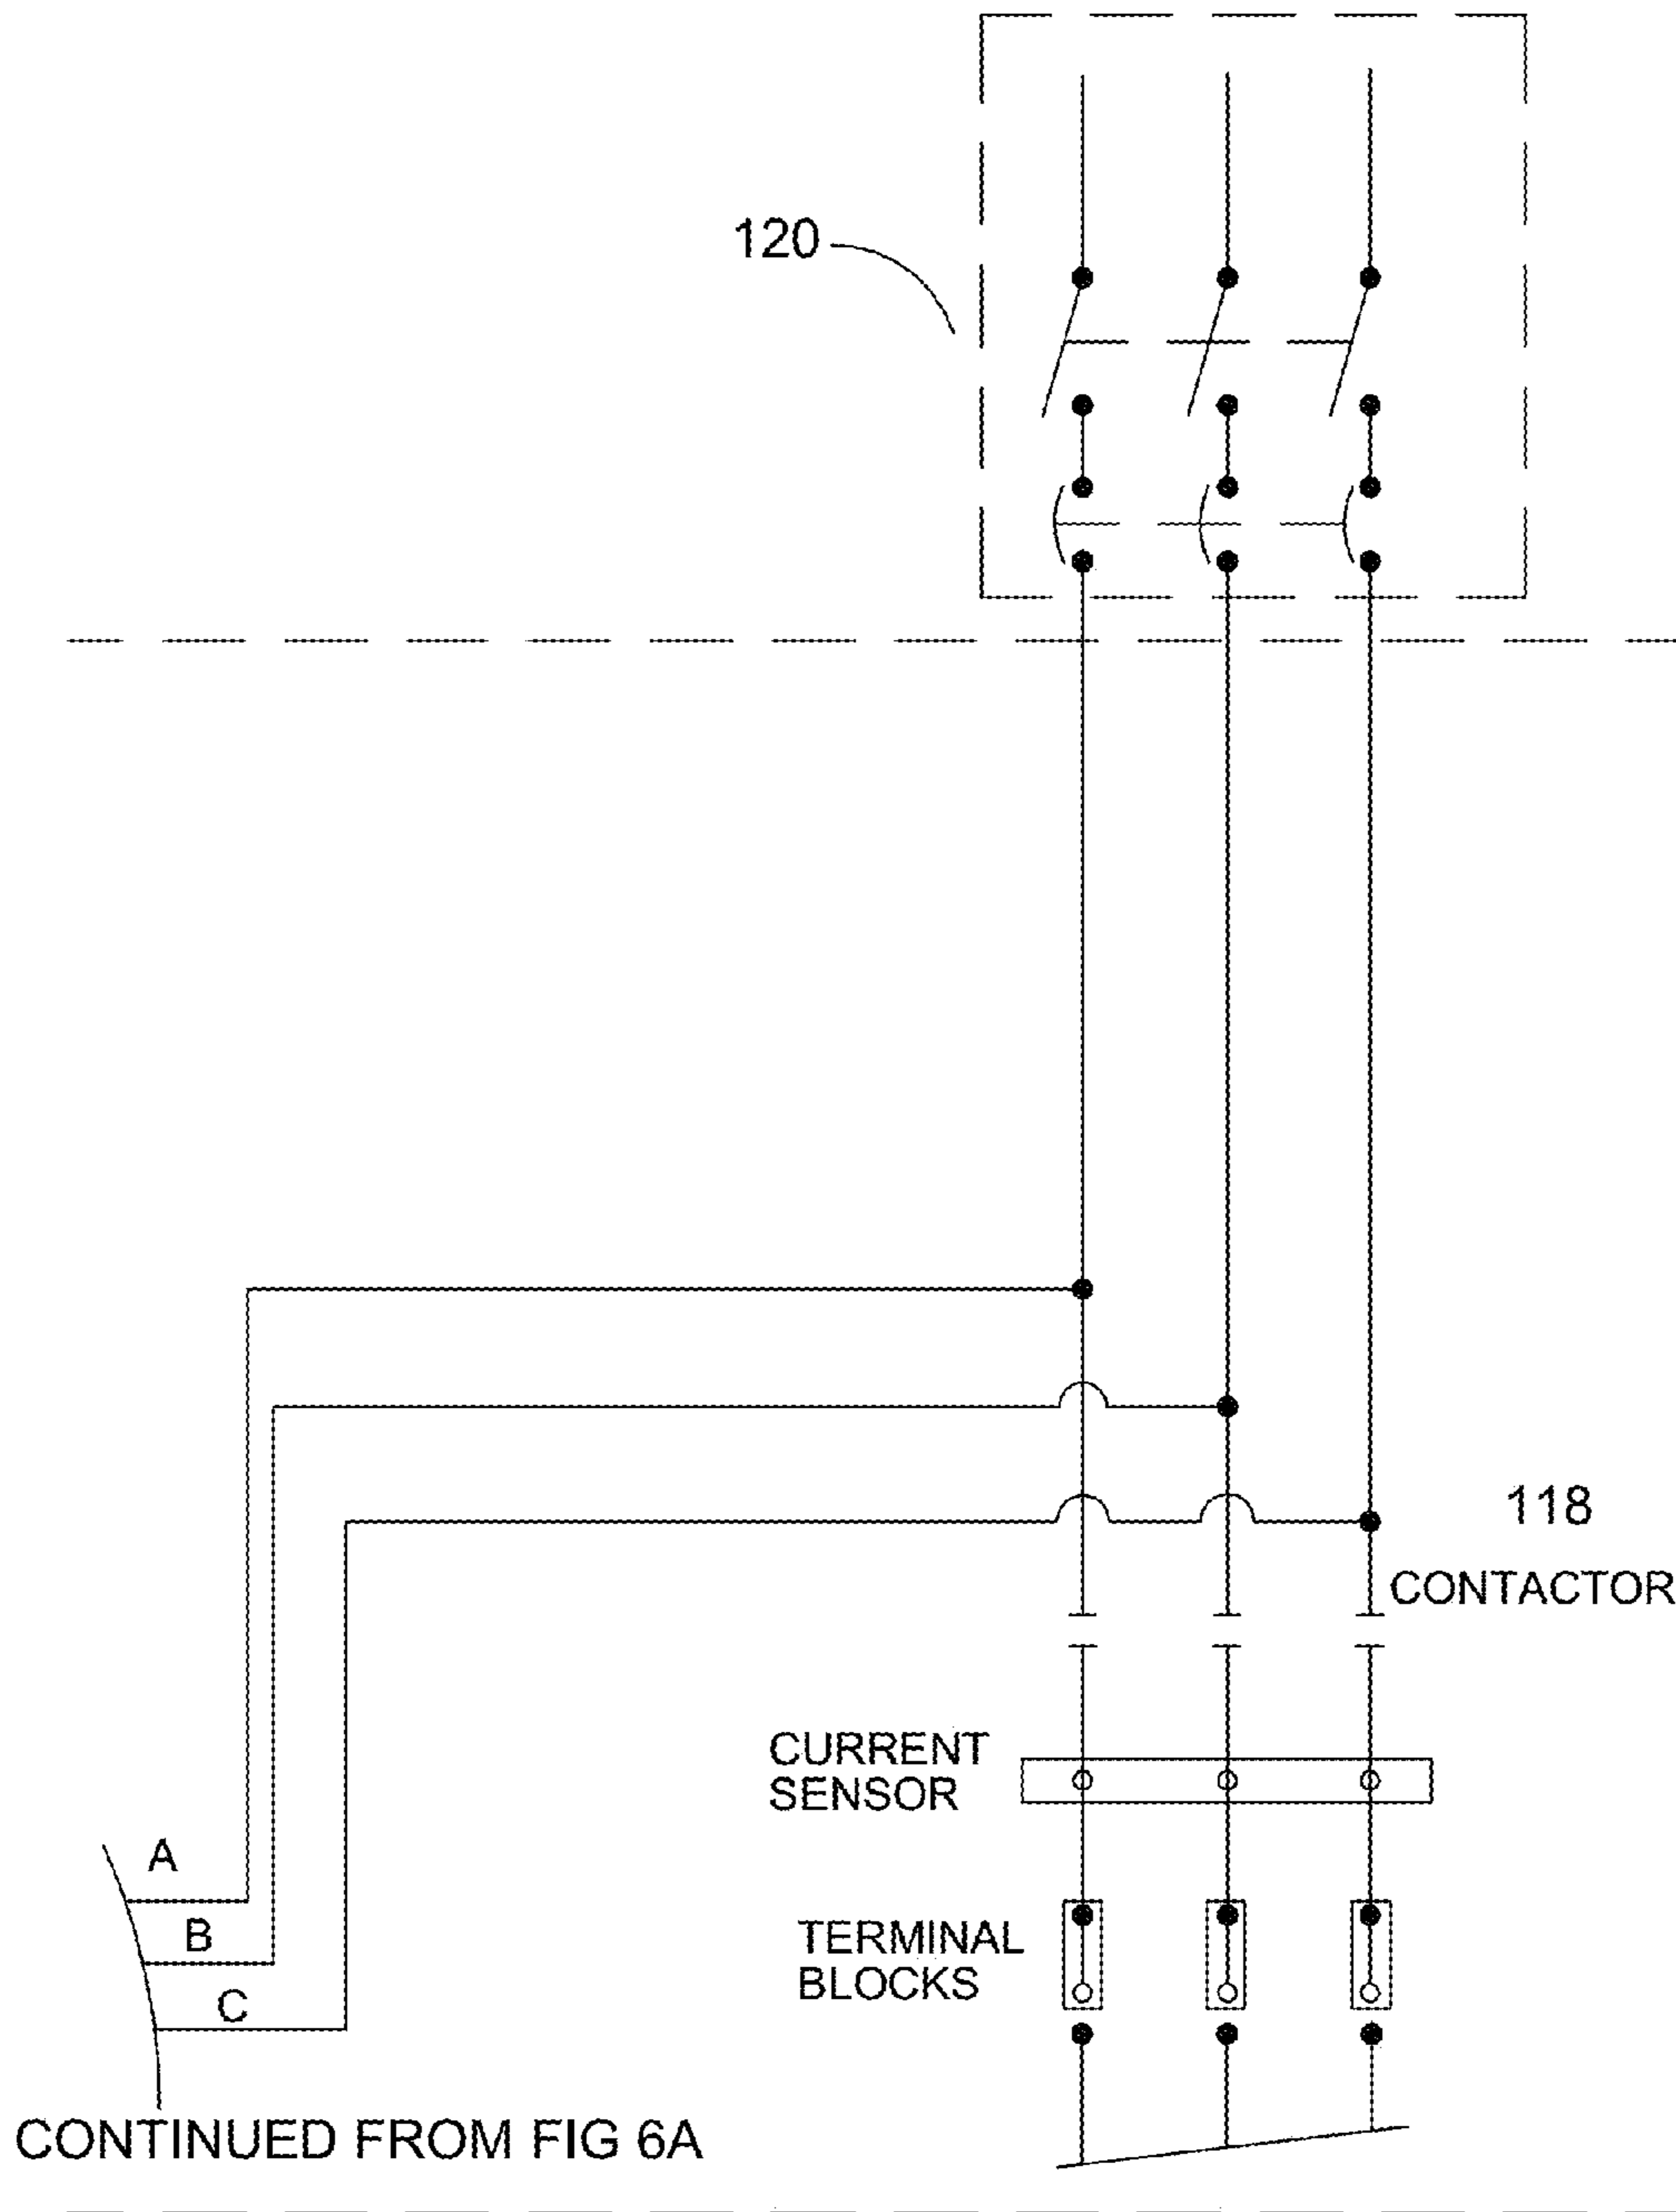 120
118
CONTACTOR
CURRENT
SENSOR
A
B
TERMINAL
BLOCKS
C
CONTINUED FROM FIG 6A